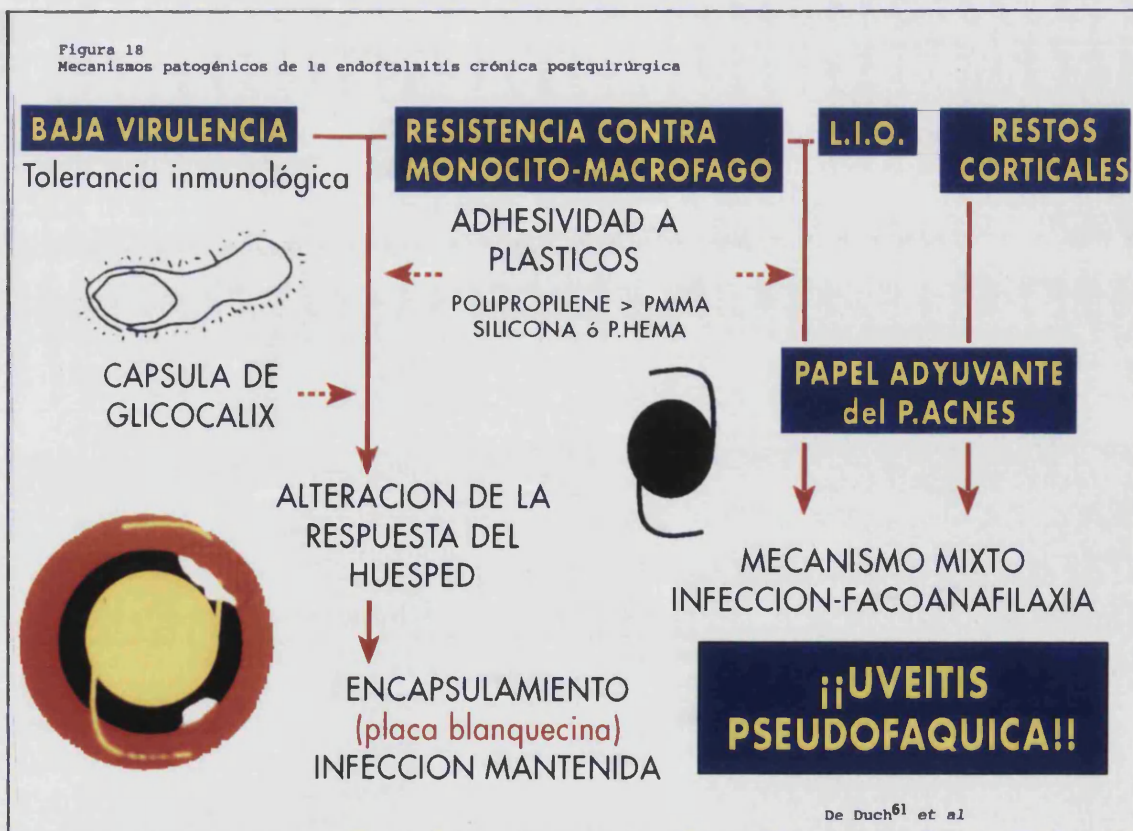 Figura 18
Mecanismos patogénicos de la endoftalmitis crónica postquirúrgica
BAJA VIRULENCIA
Tolerancia inmunológica
RESISTENCIA CONTRA
MONOCITO-MACROFAGO
L.I.O.
RESTOS
CORTICALES
ADHESIVIDAD A
PLASTICOS
POLIPROPILENE > PMMA
SILICONA ó P.HEMA
CAPSULA DE
GLICOCALIX
PAPEL ADYUVANTE
del P.ACNES
ALTERACION DE LA
RESPUESTA DEL
HUESPED
MECANISMO MIXTO
INFECCION-FACOANAFILAXIA
ENCAPSULAMIENTO
(placa blanquecina)
INFECCION MANTENIDA
¡¡UVEITIS
PSEUDOFAQUICA!!
De Duch61 et al